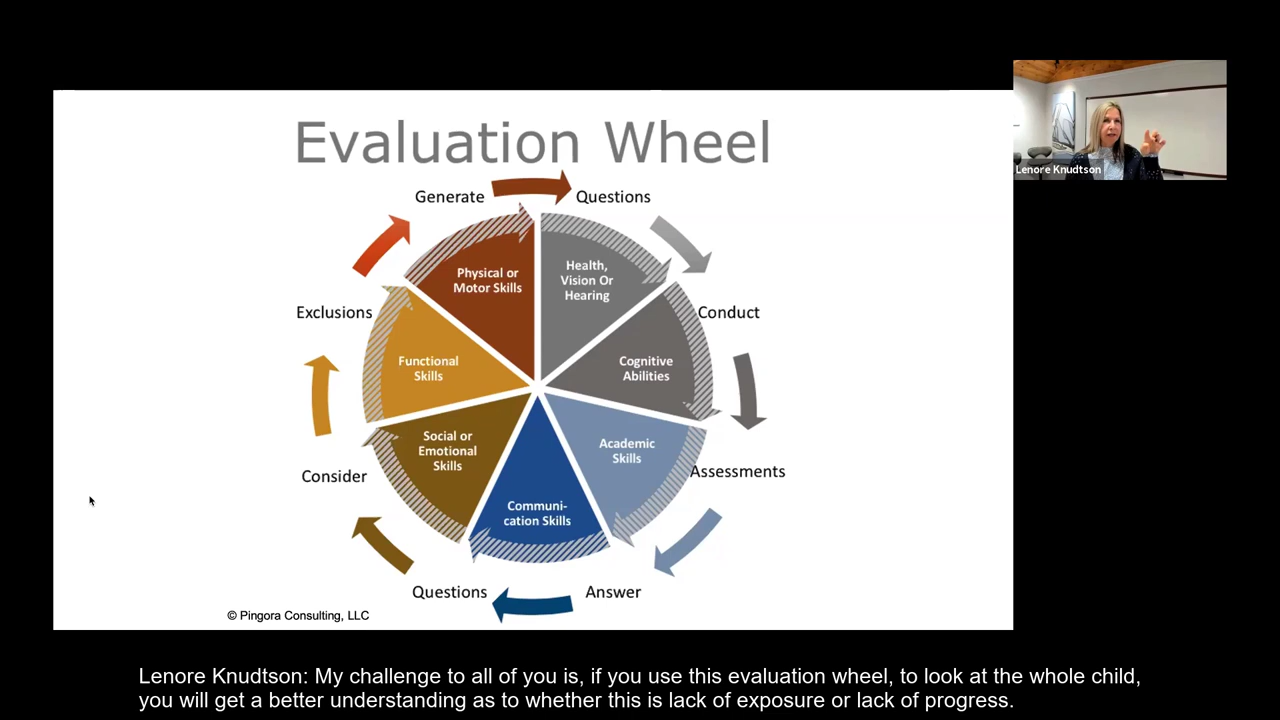 Evaluation Wheel
Generate
Questions
Conduct
Assessments
Answer
Questions
Consider
Exclusions
Physical or
Motor Skills
Health,
Vision Or
Hearing
Cognitive
Abilities
Academic
Skills
Communi-
cation Skills
Social or
Emotional
Skills
Functional
Skills
© Pingora Consulting, LLC
Lenore Knudtson
Lenore Knudtson: My challenge to all of you is, if you use this evaluation wheel, to look at the whole child,
you will get a better understanding as to whether this is lack of exposure or lack of progress.